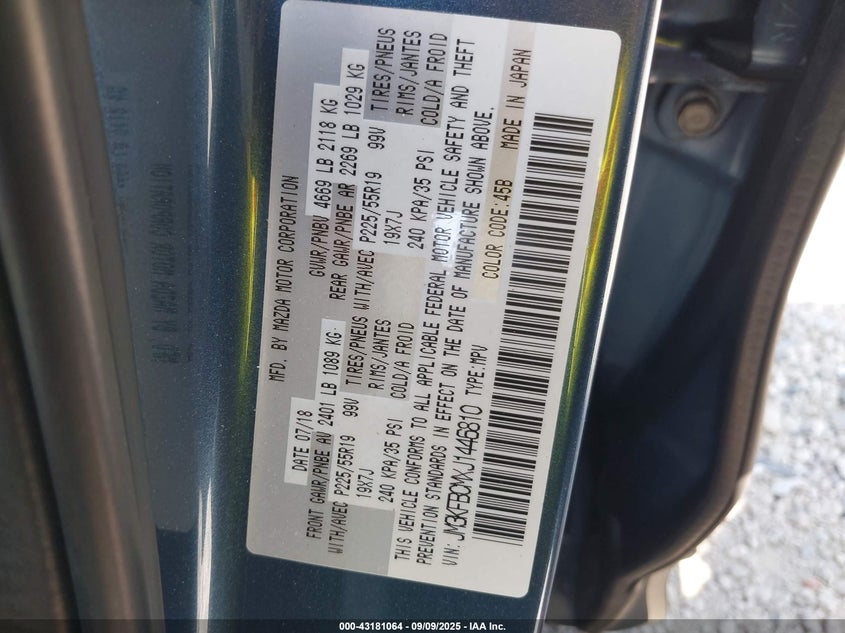 MFD. BY MAZDA MOTOR CORPORATION
DATE 07/18 GVWR/PNBV 4669 LB 2118 KG
FRONT GAWR/PNBE AV 2401 LB 1089 KG REAR GAWR/PNBE AR 2269 LB 1029 KG
WITH/AVEC P225/55R19 99V TIRES/PNEUS WITH/AVEC P225/55R19 99V TIRES/PNEUS
19X7J RIMS/JANTES 19X7J RIMS/JANTES
240 KPA/35 PSI COLD/A FROID 240 KPA/35 PSI COLD/A FROID
THIS VEHICLE CONFORMS TO ALL APPLICABLE FEDERAL MOTOR VEHICLE SAFETY AND THEFT
PREVENTION STANDARDS IN EFFECT ON THE DATE OF MANUFACTURE SHOWN ABOVE.
VIN: JM3KFBCMXJ1446810 TYPE:MPV COLOR CODE:45B MADE IN JAPAN
000-43181064 - 09/09/2025 - IAA Inc.